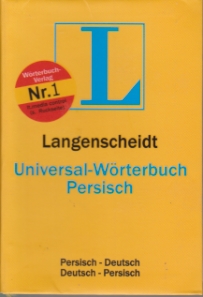 L
Wörterbuch-
Verlag
Nr.1
Langenscheidt
Universal-Wörterbuch
Persisch
Persisch - Deutsch
Deutsch - Persisch